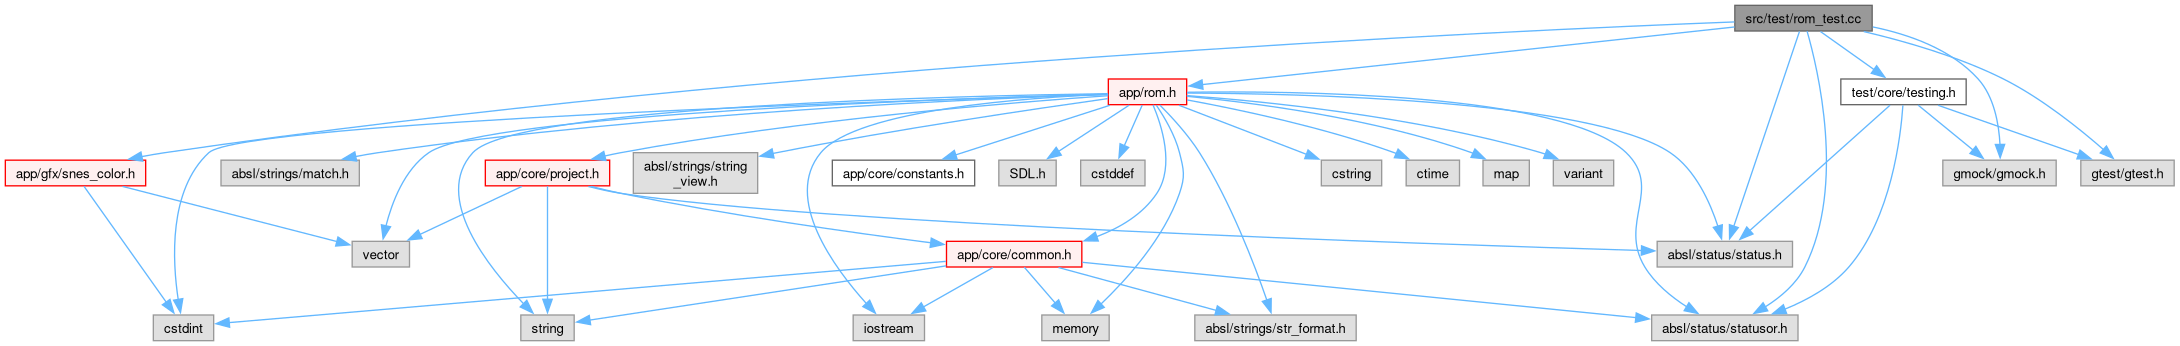 src/test/rom_test.cc
app/rom.h
test/core/testing.h
app/gfx/snes_color.h
absl/strings/match.h
app/core/project.h
absl/strings/string
_view.h
app/core/constants.h
SDL.h
cstddef
cstring
ctime
map
variant
gmock/gmock.h
gtest/gtest.h
vector
app/core/common.h
absl/status/status.h
cstdint
string
iostream
memory
absl/strings/str_format.h
absl/status/statusor.h